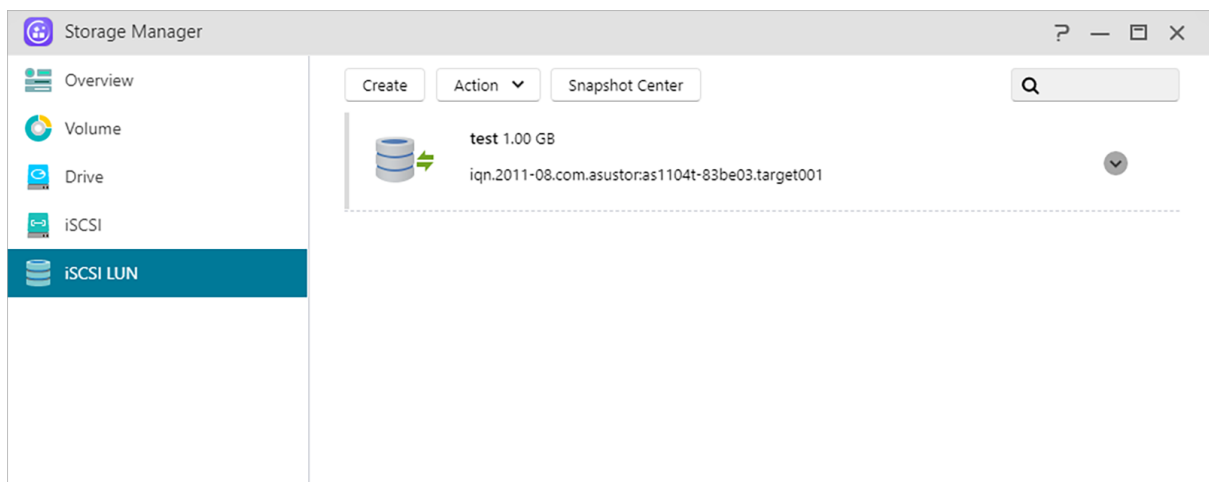 Storage Manager
Overview
Volume
Drive
iSCSI
iSCSI LUN
Create
Action
Snapshot Center
test 1.00 GB
iqn.2011-08.com.asustor:as1104t-83be03.target001